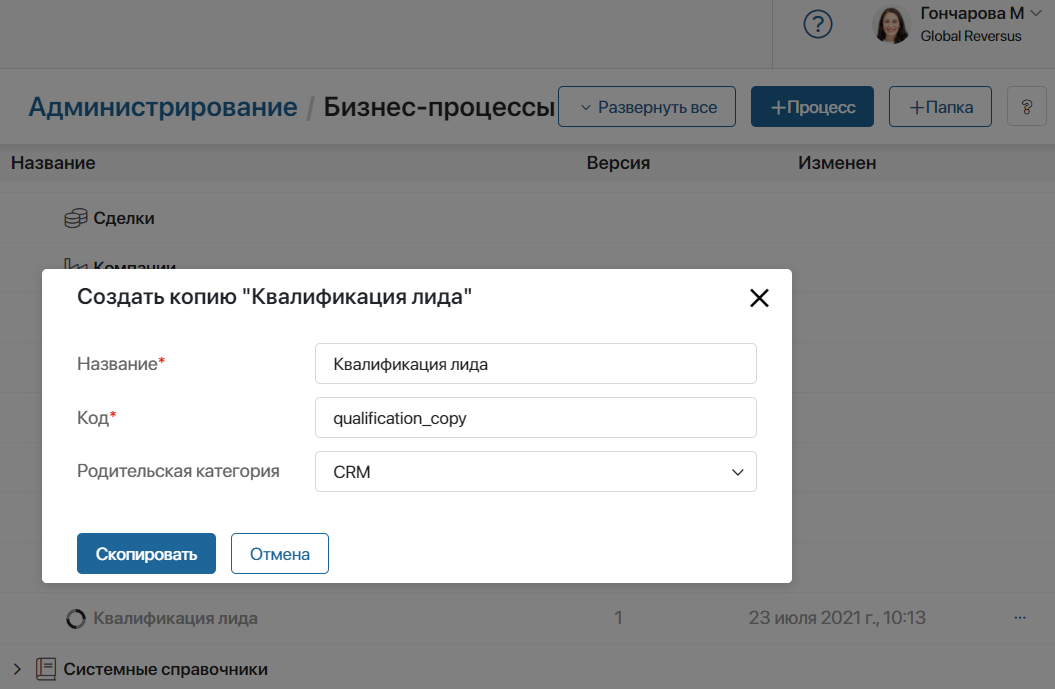 Гончарова М
Global Reversus
Администрирование / Бизнес-процессы
Развернуть все
+Процесс
+Папка
?
Название Версия Изменен
Сделки
Компании
Создать копию "Квалификация лида"
Название* Квалификация лида
Код* qualification_copy
Родительская категория CRM
Скопировать Отмена
Квалификация лида 1 23 июля 2021 г., 10:13 ...
Системные справочники